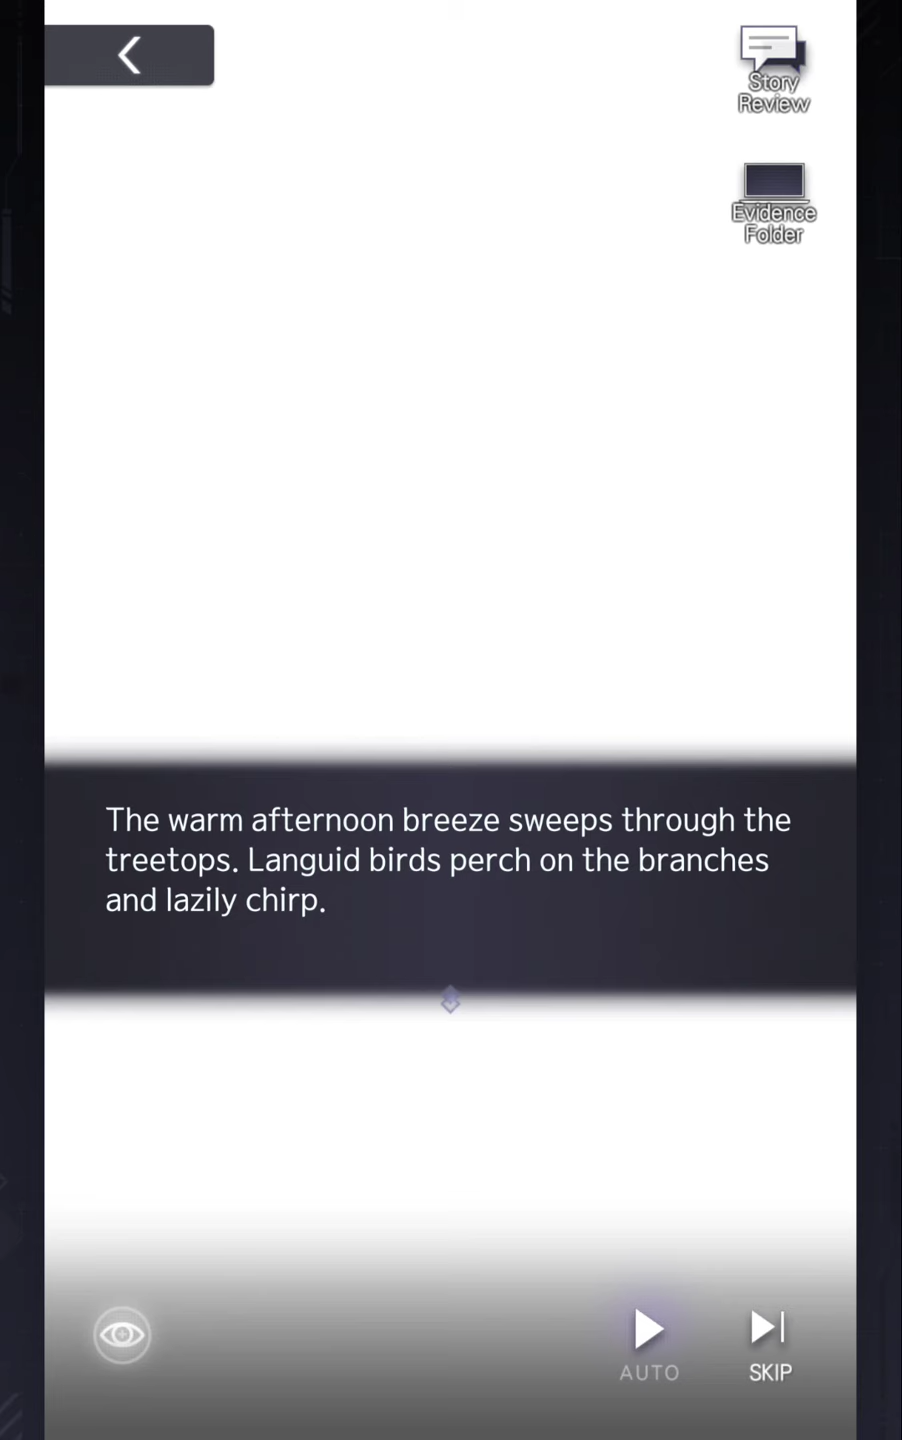 Story
Review
Evidence
Folder
The warm afternoon breeze sweeps through the
treetops. Languid birds perch on the branches
and lazily chirp.
AUTO
SKIP